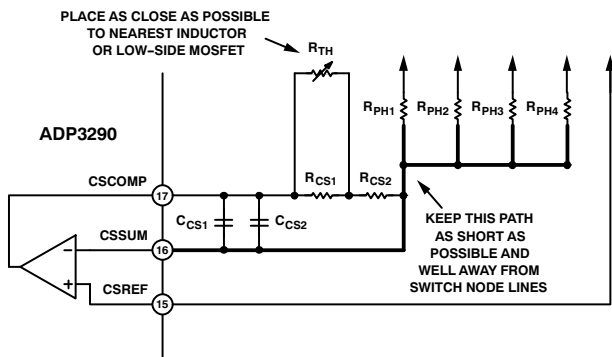 PLACE AS CLOSE AS POSSIBLE
TO NEAREST INDUCTOR
OR LOW–SIDE MOSFET
RTH
RPH1
RPH2
RPH3
RPH4
ADP3290
CSCOMP
17
RCS1
RCS2
CCS1
CCS2
KEEP THIS PATH
AS SHORT AS
POSSIBLE AND
WELL AWAY FROM
SWITCH NODE LINES
CSSUM
16
–
+
CSREF
15